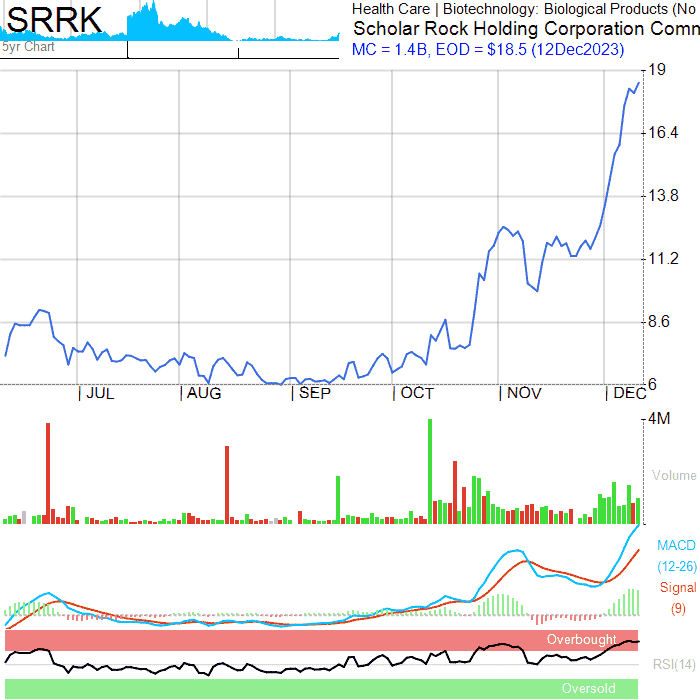 SRRK
5yr Chart
Health Care | Biotechnology: Biological Products (No
Scholar Rock Holding Corporation Comm
MC = 1.4B, EOD = $18.5 (12Dec2023)
19
16.4
13.8
11.2
8.6
6
| JUL | AUG | SEP | OCT | NOV | DEC
4M
Volume
MACD
(12-26)
Signal
(9)
Overbought
RSI(14)
Oversold